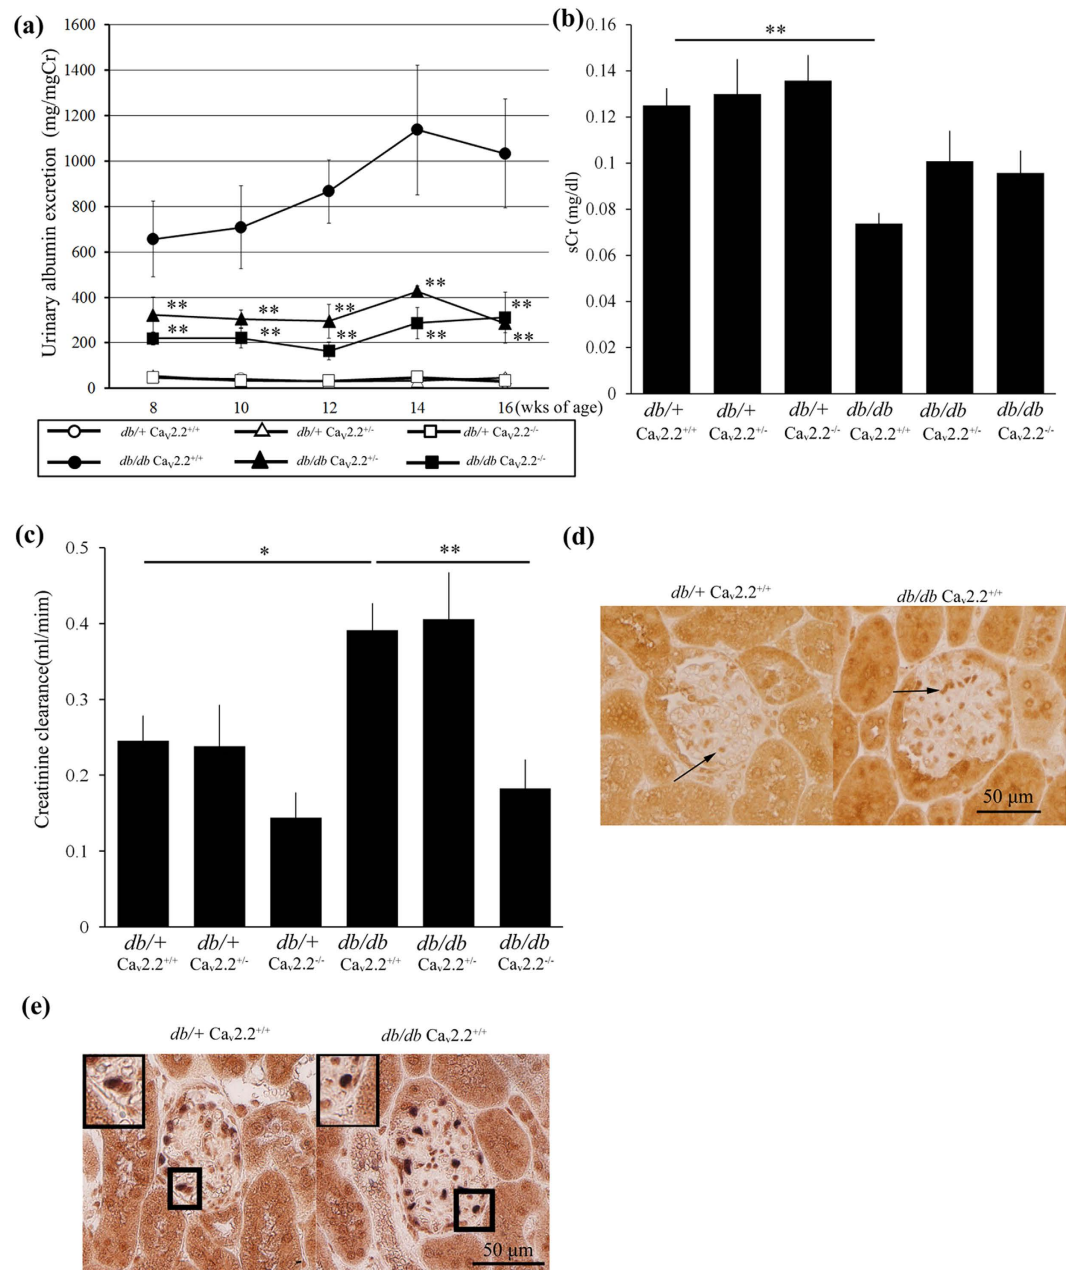 (a)
Urinary albumin excretion (mg/mgCr)
1600
1400
1200
1000
800
600
400
200
0
** ** ** ** **
** ** ** ** **
8 10 12 14 16 (wks of age)
db/+ Cav2.2+/+ db/+ Cav2.2+/- db/+ Cav2.2-/-
db/db Cav2.2+/+ db/db Cav2.2+/- db/db Cav2.2-/-
(b)
sCr (mg/dl)
0.16
0.14
0.12
0.1
0.08
0.06
0.04
0.02
0
**
db/+ db/+ db/+ db/db db/db db/db
Cav2.2+/+ Cav2.2+/- Cav2.2-/- Cav2.2+/+ Cav2.2+/- Cav2.2-/-
(c)
Creatinine clearance(ml/mim)
0.5
0.4
0.3
0.2
0.1
0
* **
db/+ db/+ db/+ db/db db/db db/db
Cav2.2+/+ Cav2.2+/- Cav2.2-/- Cav2.2+/+ Cav2.2+/- Cav2.2-/-
(d)
db/+ Cav2.2+/+ db/db Cav2.2+/+
50 μm
(e)
db/+ Cav2.2+/+ db/db Cav2.2+/+
50 μm